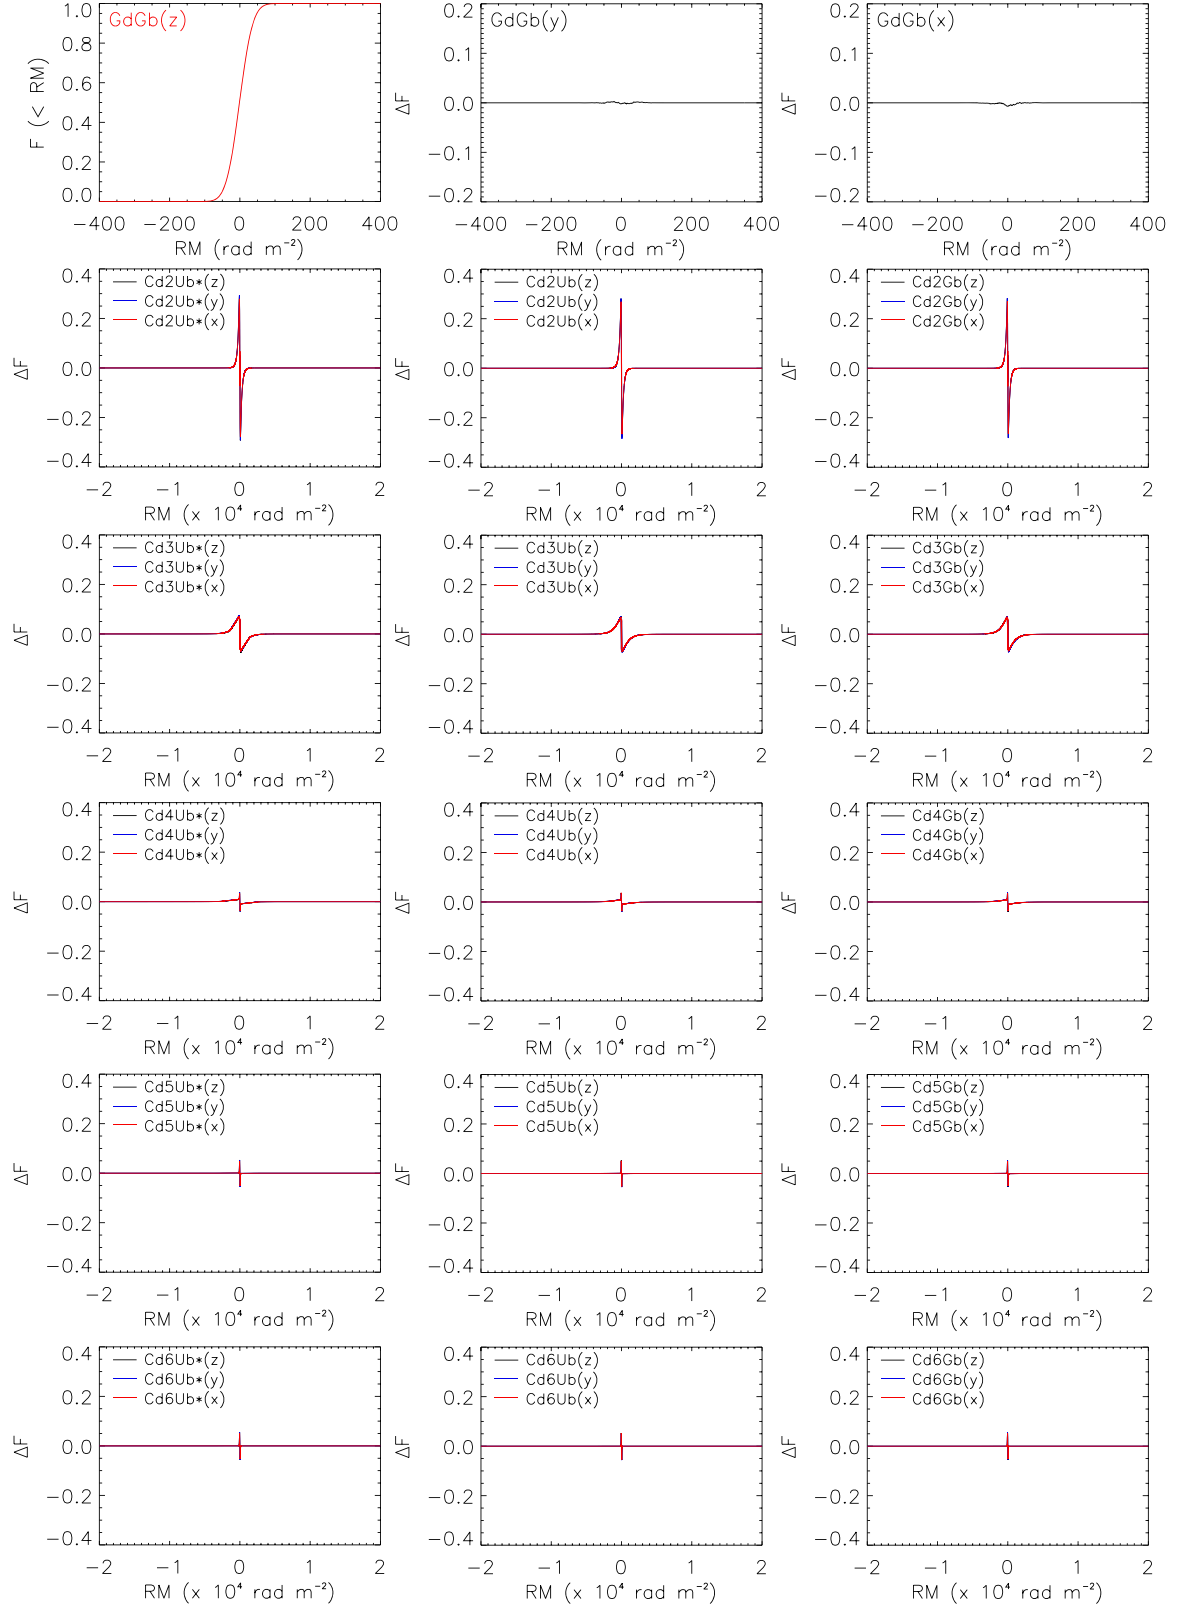 GdGb(z)
F (< RM)
1.0
0.8
0.6
0.4
0.2
0.0
−400 −200 0 200 400
RM (rad m⁻²)
GdGb(y)
ΔF
0.2
0.1
0.0
−0.1
−0.2
−400 −200 0 200 400
RM (rad m⁻²)
GdGb(x)
ΔF
0.2
0.1
0.0
−0.1
−0.2
−400 −200 0 200 400
RM (rad m⁻²)
Cd2Ub*(z)
Cd2Ub*(y)
Cd2Ub*(x)
ΔF
0.4
0.2
0.0
−0.2
−0.4
−2 −1 0 1 2
RM (x 10⁴ rad m⁻²)
Cd2Ub(z)
Cd2Ub(y)
Cd2Ub(x)
ΔF
0.4
0.2
0.0
−0.2
−0.4
−2 −1 0 1 2
RM (x 10⁴ rad m⁻²)
Cd2Gb(z)
Cd2Gb(y)
Cd2Gb(x)
ΔF
0.4
0.2
0.0
−0.2
−0.4
−2 −1 0 1 2
RM (x 10⁴ rad m⁻²)
Cd3Ub*(z)
Cd3Ub*(y)
Cd3Ub*(x)
ΔF
0.4
0.2
0.0
−0.2
−0.4
−2 −1 0 1 2
RM (x 10⁴ rad m⁻²)
Cd3Ub(z)
Cd3Ub(y)
Cd3Ub(x)
ΔF
0.4
0.2
0.0
−0.2
−0.4
−2 −1 0 1 2
RM (x 10⁴ rad m⁻²)
Cd3Gb(z)
Cd3Gb(y)
Cd3Gb(x)
ΔF
0.4
0.2
0.0
−0.2
−0.4
−2 −1 0 1 2
RM (x 10⁴ rad m⁻²)
Cd4Ub*(z)
Cd4Ub*(y)
Cd4Ub*(x)
ΔF
0.4
0.2
0.0
−0.2
−0.4
−2 −1 0 1 2
RM (x 10⁴ rad m⁻²)
Cd4Ub(z)
Cd4Ub(y)
Cd4Ub(x)
ΔF
0.4
0.2
0.0
−0.2
−0.4
−2 −1 0 1 2
RM (x 10⁴ rad m⁻²)
Cd4Gb(z)
Cd4Gb(y)
Cd4Gb(x)
ΔF
0.4
0.2
0.0
−0.2
−0.4
−2 −1 0 1 2
RM (x 10⁴ rad m⁻²)
Cd5Ub*(z)
Cd5Ub*(y)
Cd5Ub*(x)
ΔF
0.4
0.2
0.0
−0.2
−0.4
−2 −1 0 1 2
RM (x 10⁴ rad m⁻²)
Cd5Ub(z)
Cd5Ub(y)
Cd5Ub(x)
ΔF
0.4
0.2
0.0
−0.2
−0.4
−2 −1 0 1 2
RM (x 10⁴ rad m⁻²)
Cd5Gb(z)
Cd5Gb(y)
Cd5Gb(x)
ΔF
0.4
0.2
0.0
−0.2
−0.4
−2 −1 0 1 2
RM (x 10⁴ rad m⁻²)
Cd6Ub*(z)
Cd6Ub*(y)
Cd6Ub*(x)
ΔF
0.4
0.2
0.0
−0.2
−0.4
−2 −1 0 1 2
RM (x 10⁴ rad m⁻²)
Cd6Ub(z)
Cd6Ub(y)
Cd6Ub(x)
ΔF
0.4
0.2
0.0
−0.2
−0.4
−2 −1 0 1 2
RM (x 10⁴ rad m⁻²)
Cd6Gb(z)
Cd6Gb(y)
Cd6Gb(x)
ΔF
0.4
0.2
0.0
−0.2
−0.4
−2 −1 0 1 2
RM (x 10⁴ rad m⁻²)